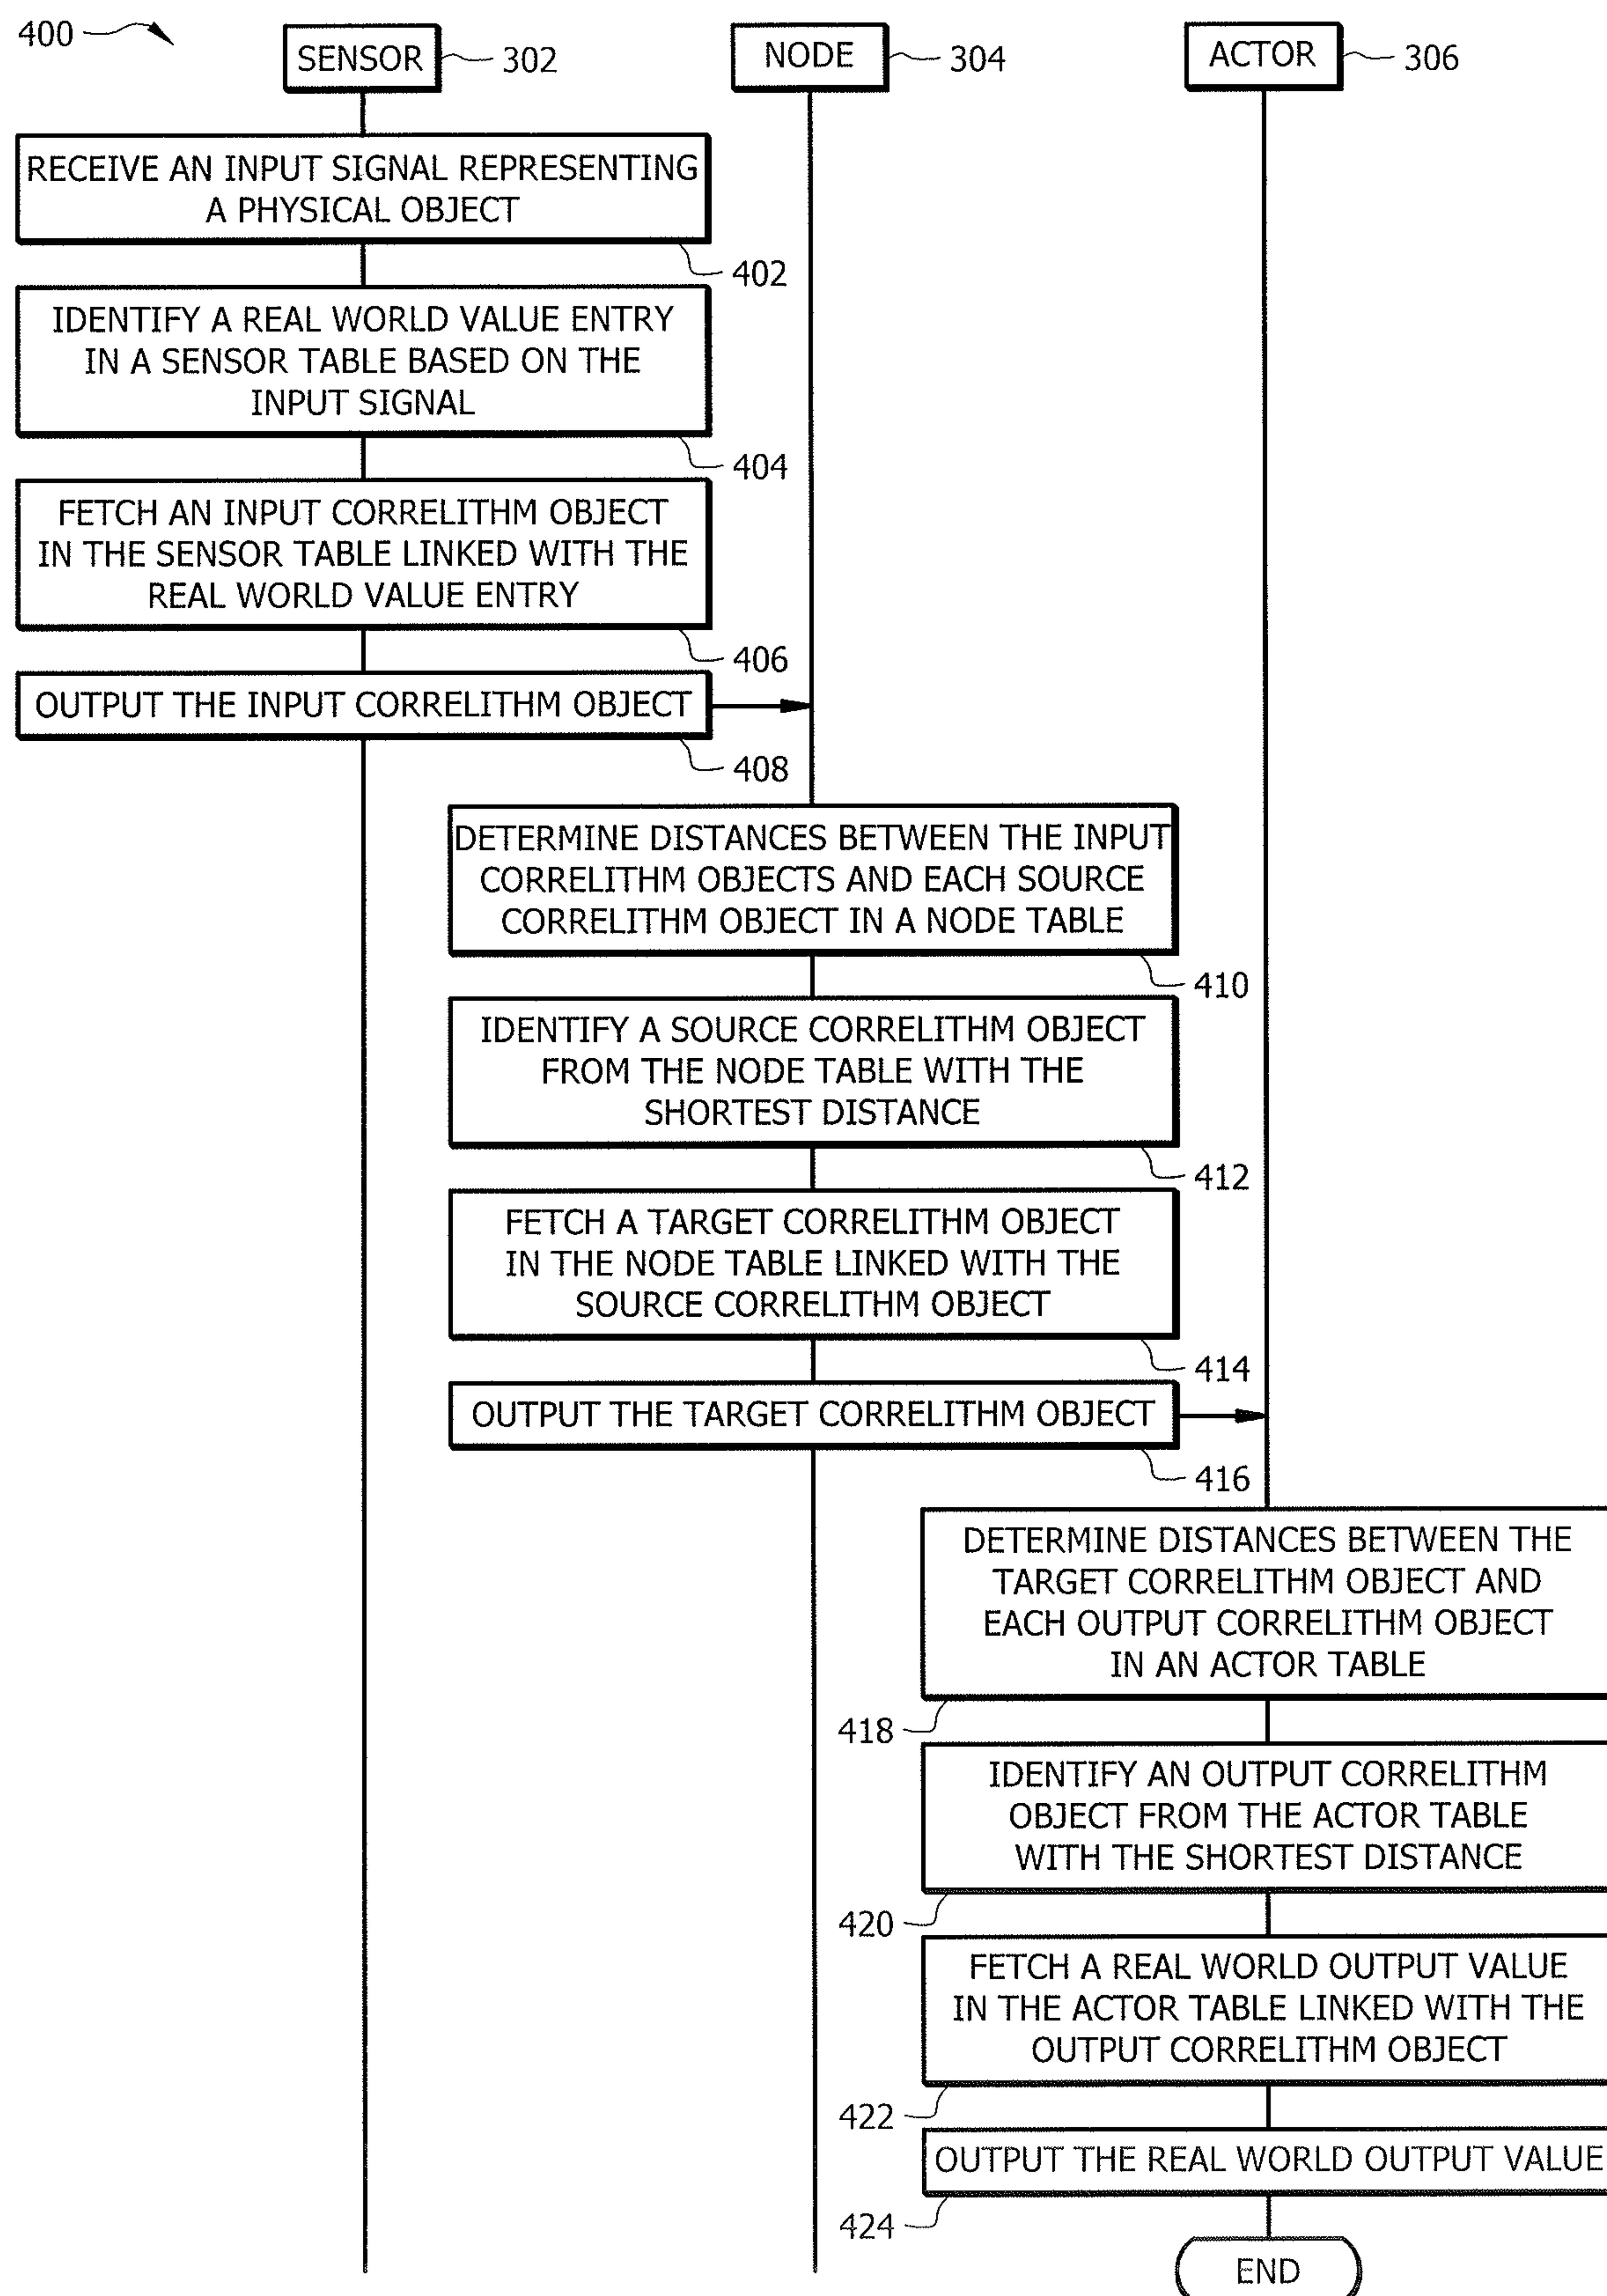 400
SENSOR
302
NODE
304
ACTOR
306
RECEIVE AN INPUT SIGNAL REPRESENTING
A PHYSICAL OBJECT
402
IDENTIFY A REAL WORLD VALUE ENTRY
IN A SENSOR TABLE BASED ON THE
INPUT SIGNAL
404
FETCH AN INPUT CORRELITHM OBJECT
IN THE SENSOR TABLE LINKED WITH THE
REAL WORLD VALUE ENTRY
406
OUTPUT THE INPUT CORRELITHM OBJECT
408
DETERMINE DISTANCES BETWEEN THE INPUT
CORRELITHM OBJECTS AND EACH SOURCE
CORRELITHM OBJECT IN A NODE TABLE
410
IDENTIFY A SOURCE CORRELITHM OBJECT
FROM THE NODE TABLE WITH THE
SHORTEST DISTANCE
412
FETCH A TARGET CORRELITHM OBJECT
IN THE NODE TABLE LINKED WITH THE
SOURCE CORRELITHM OBJECT
414
OUTPUT THE TARGET CORRELITHM OBJECT
416
DETERMINE DISTANCES BETWEEN THE
TARGET CORRELITHM OBJECT AND
EACH OUTPUT CORRELITHM OBJECT
IN AN ACTOR TABLE
418
IDENTIFY AN OUTPUT CORRELITHM
OBJECT FROM THE ACTOR TABLE
WITH THE SHORTEST DISTANCE
420
FETCH A REAL WORLD OUTPUT VALUE
IN THE ACTOR TABLE LINKED WITH THE
OUTPUT CORRELITHM OBJECT
422
OUTPUT THE REAL WORLD OUTPUT VALUE
424
END